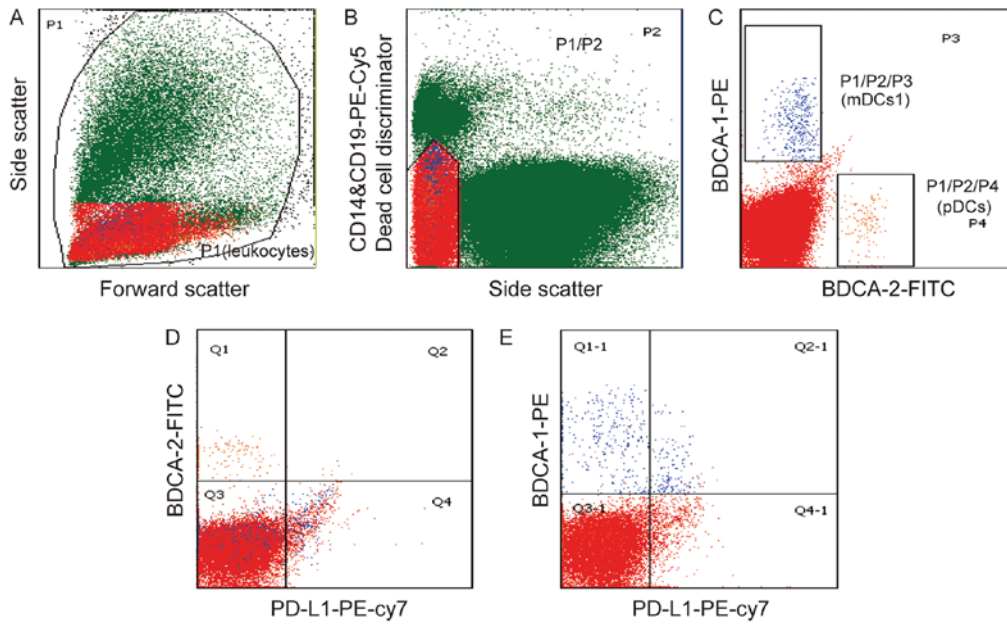 A
P1
Side scatter
P1(leukocytes)
Forward scatter
B
P1/P2
P2
CD14&CD19-PE-Cy5
Dead cell discriminator
Side scatter
C
P3
P1/P2/P3
(mDCs1)
BDCA-1-PE
P1/P2/P4
(pDCs)
P4
BDCA-2-FITC
D
Q1
Q2
BDCA-2-FITC
Q3
Q4
PD-L1-PE-cy7
E
Q1-1
Q2-1
BDCA-1-PE
Q3-1
Q4-1
PD-L1-PE-cy7